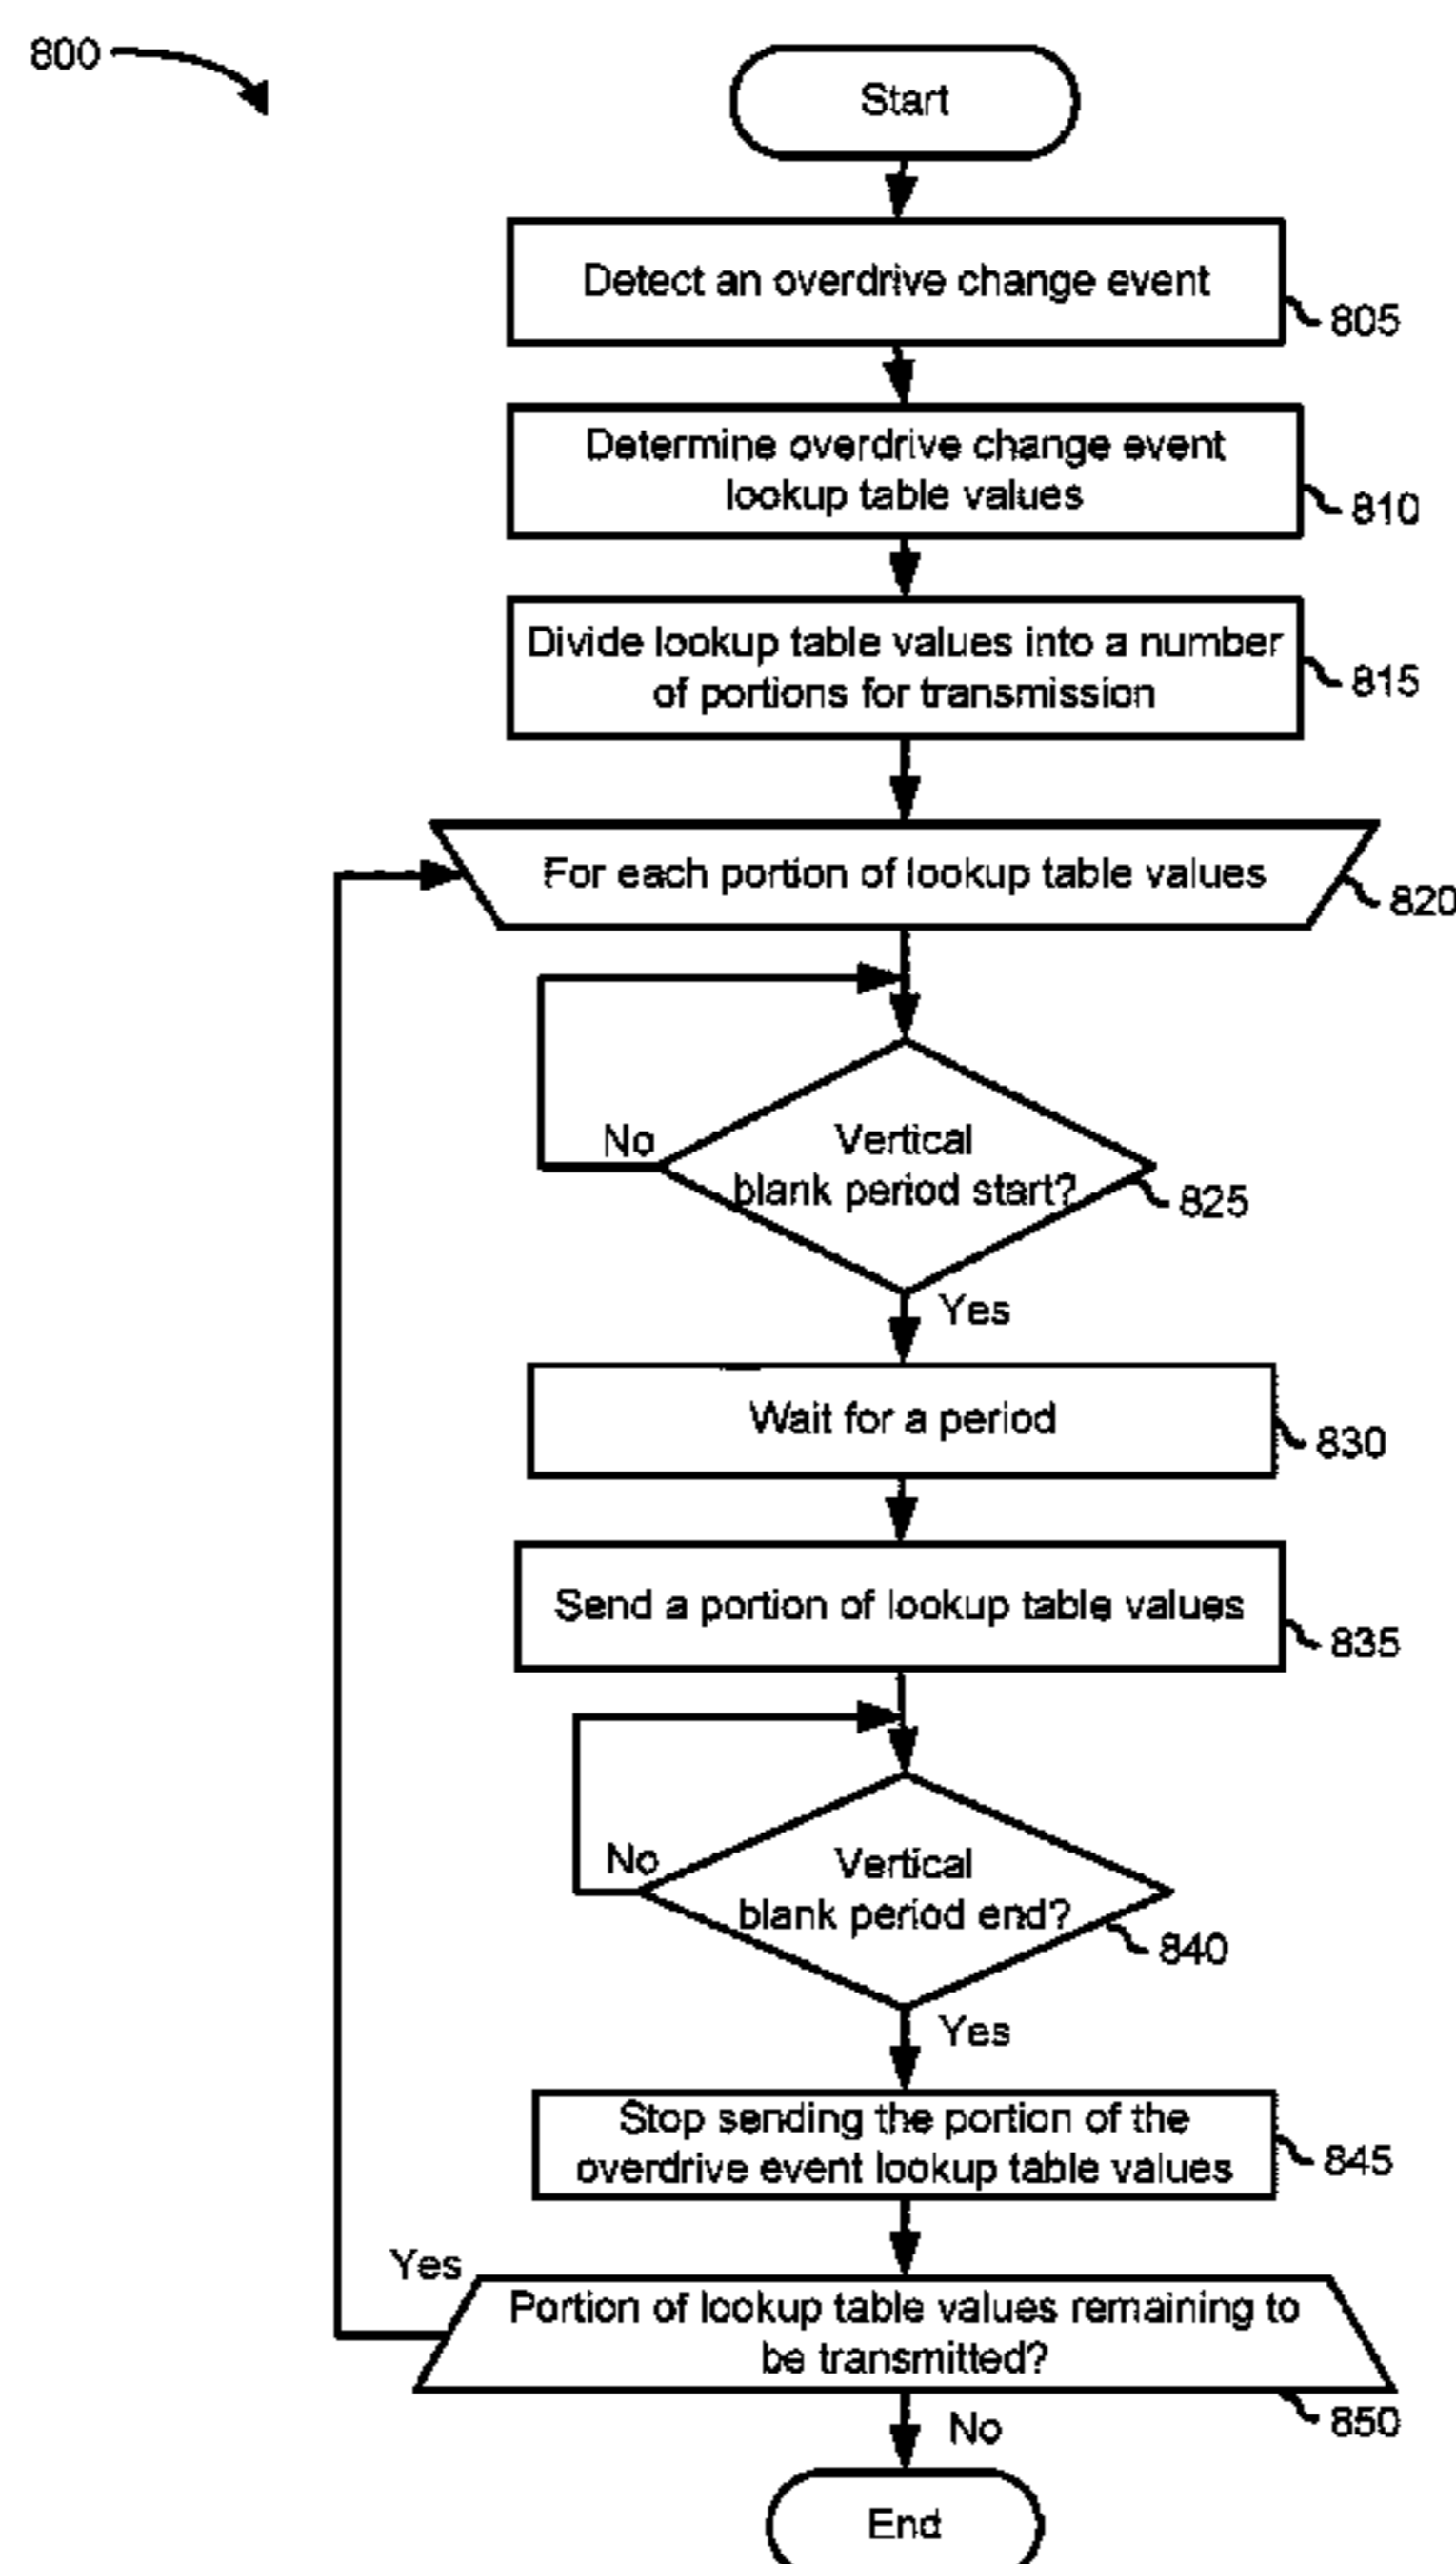 800
Start
Detect an overdrive change event
805
Determine overdrive change event
lookup table values
810
Divide lookup table values into a number
of portions for transmission
815
For each portion of lookup table values
820
No
Vertical
blank period start?
825
Yes
Wait for a period
830
Send a portion of lookup table values
835
No
Vertical
blank period end?
840
Yes
Stop sending the portion of the
overdrive event lookup table values
845
Yes
Portion of lookup table values remaining to
be transmitted?
850
No
End